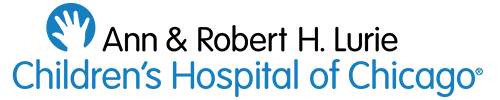 Ann & Robert H. Lurie
Children's Hospital of Chicago®